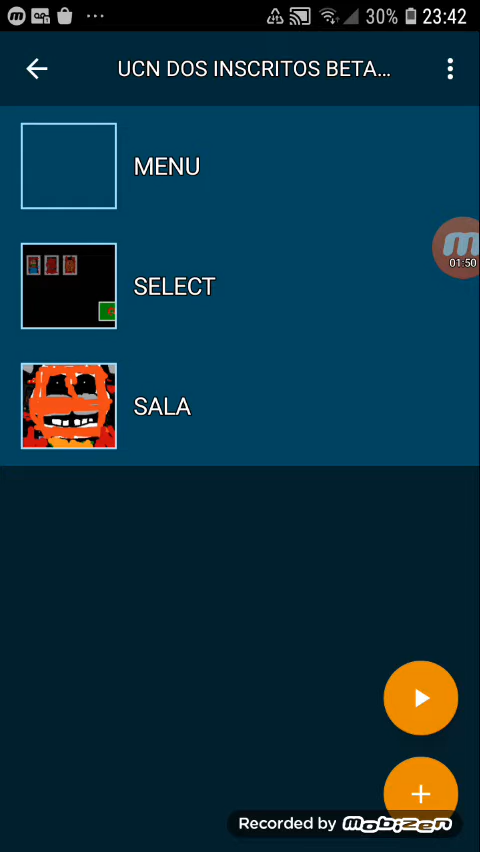 30% 23:42
UCN DOS INSCRITOS BETA...
MENU
01:50
SELECT
SALA
Recorded by mobizen